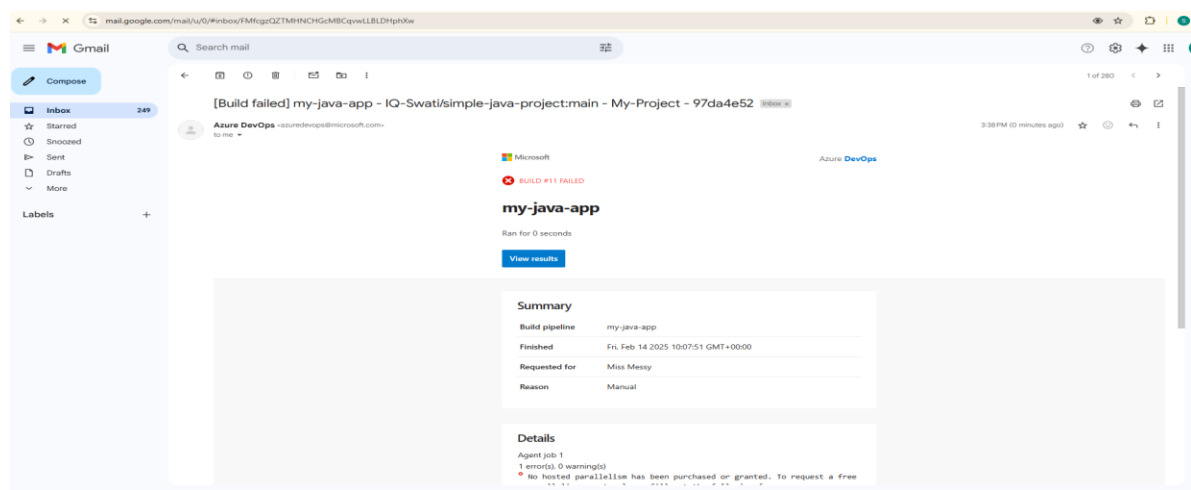 mail.google.com/mail/u/0/#inbox/FMfcgzQZTMHNCHGcMBCqvwLLBLDHphXw
Gmail
Search mail
Compose
1 of 280
[Build failed] my-java-app - IQ-Swati/simple-java-project:main - My-Project - 97da4e52 Inbox x
Inbox 249
Starred
Snoozed
Sent
Drafts
More
Labels
Azure DevOps <azuredevops@microsoft.com>
to me
3:38 PM (0 minutes ago)
Microsoft
Azure DevOps
BUILD #11 FAILED
my-java-app
Ran for 0 seconds
View results
Summary
Build pipeline my-java-app
Finished Fri, Feb 14 2025 10:07:51 GMT+00:00
Requested for Miss Messy
Reason Manual
Details
Agent job 1
1 error(s), 0 warning(s)
No hosted parallelism has been purchased or granted. To request a free